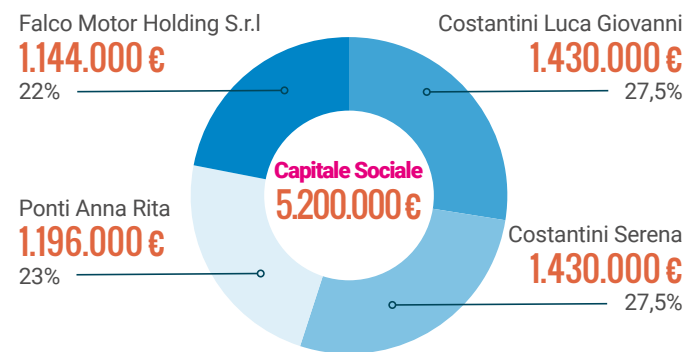 Falco Motor Holding S.r.l
1.144.000 €
22%
Costantini Luca Giovanni
1.430.000 €
27,5%
Capitale Sociale
5.200.000 €
Ponti Anna Rita
1.196.000 €
23%
Costantini Serena
1.430.000 €
27,5%